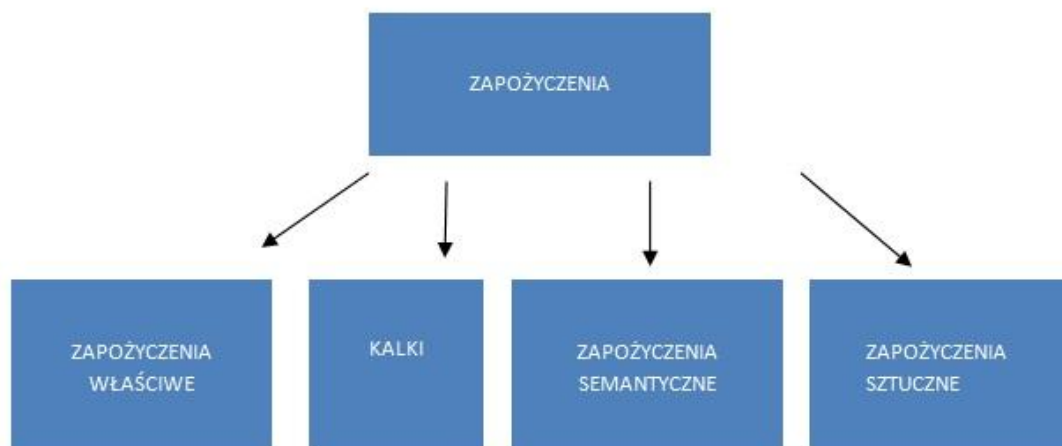 ZAPOŻYCZENIA
ZAPOŻYCZENIA
WŁAŚCIWE
KALKI
ZAPOŻYCZENIA
SEMANTYCZNE
ZAPOŻYCZENIA
SZTUCZNE